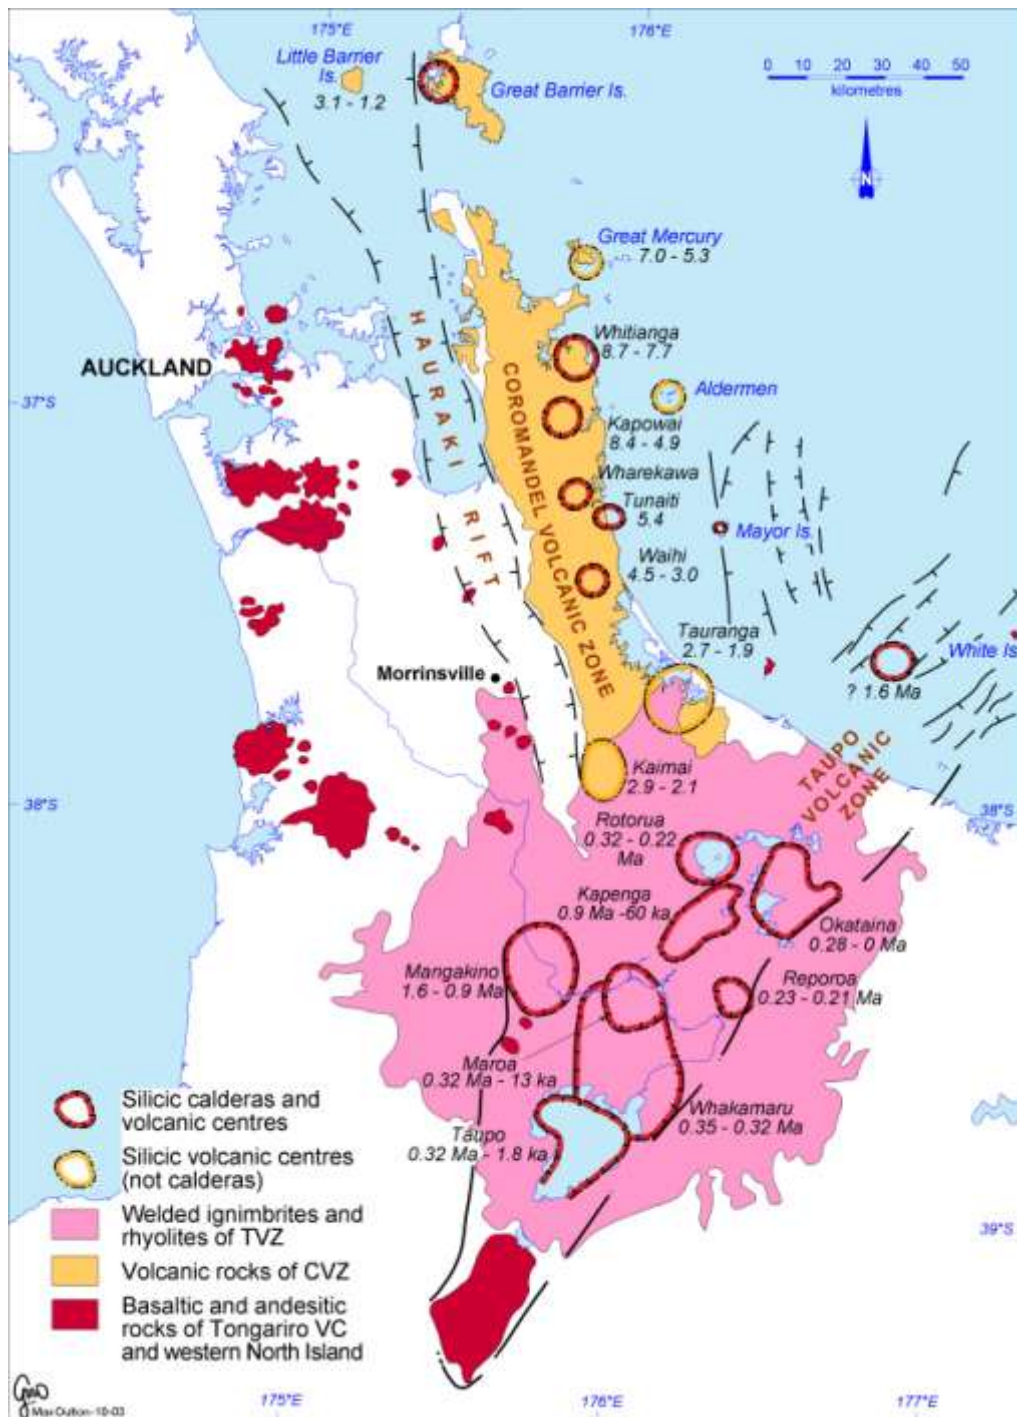 175°E
176°E
Little Barrier
Is.
3.1 - 1.2
Great Barrier Is.
0 10 20 30 40 50
kilometres
N
Great Mercury
7.0 - 5.3
Whitianga
8.7 - 7.7
AUCKLAND
HAURAKI RIFT
COROMANDEL VOLCANIC ZONE
Aldermen
37°S
Kapowai
8.4 - 4.9
Wharekawa
Tunaiti
5.4
Mayor Is.
Waihi
4.5 - 3.0
Tauranga
2.7 - 1.9
White Is.
? 1.6 Ma
Morrinsville
TAUPO
VOLCANIC
ZONE
Kaimai
2.9 - 2.1
38°S
38°S
Rotorua
0.32 - 0.22
Ma
Kapenga
0.9 Ma -60 ka
Okataina
0.28 - 0 Ma
Mangakino
1.6 - 0.9 Ma
Reporoa
0.23 - 0.21 Ma
Maroa
0.32 Ma - 13 ka
Whakamaru
0.35 - 0.32 Ma
Taupo
0.32 Ma - 1.8 ka
Silicic calderas and
volcanic centres
Silicic volcanic centres
(not calderas)
Welded ignimbrites and
rhyolites of TVZ
39°S
Volcanic rocks of CVZ
Basaltic and andesitic
rocks of Tongariro VC
and western North Island
175°E
176°E
177°E